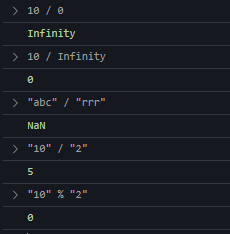 > 10 / 0
Infinity
> 10 / Infinity
0
> "abc" / "rrr"
NaN
> "10" / "2"
5
> "10" % "2"
0